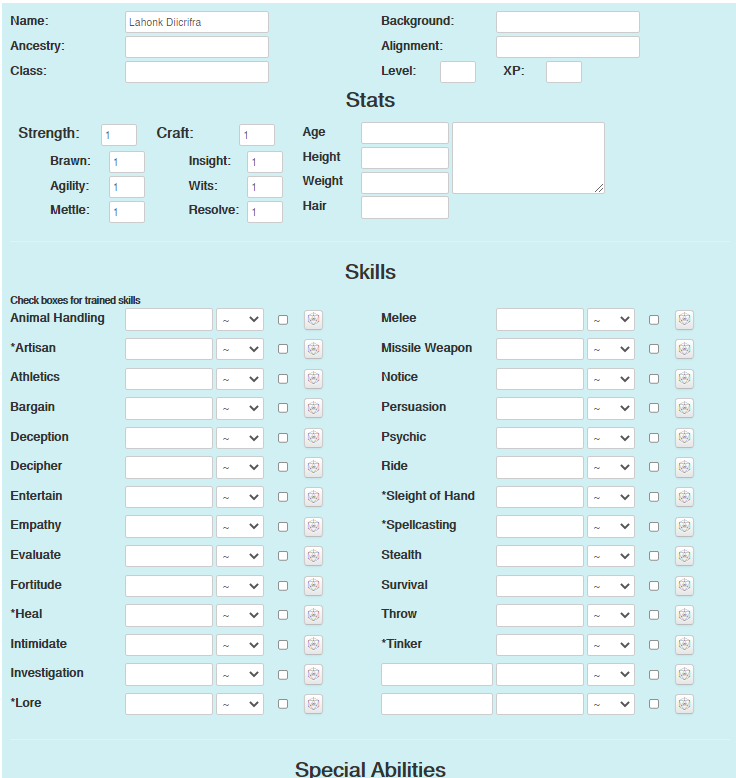 Name: Lahonk Diicrifra Background:
Ancestry: Alignment:
Class: Level: XP:
Stats
Strength: 1 Craft: 1 Age
Brawn: 1 Insight: 1 Height
Agility: 1 Wits: 1 Weight
Mettle: 1 Resolve: 1 Hair
Skills
Check boxes for trained skills
Animal Handling ~ Melee ~
*Artisan ~ Missile Weapon ~
Athletics ~ Notice ~
Bargain ~ Persuasion ~
Deception ~ Psychic ~
Decipher ~ Ride ~
Entertain ~ *Sleight of Hand ~
Empathy ~ *Spellcasting ~
Evaluate ~ Stealth ~
Fortitude ~ Survival ~
*Heal ~ Throw ~
Intimidate ~ *Tinker ~
Investigation ~ ~
*Lore ~ ~
Special Abilities